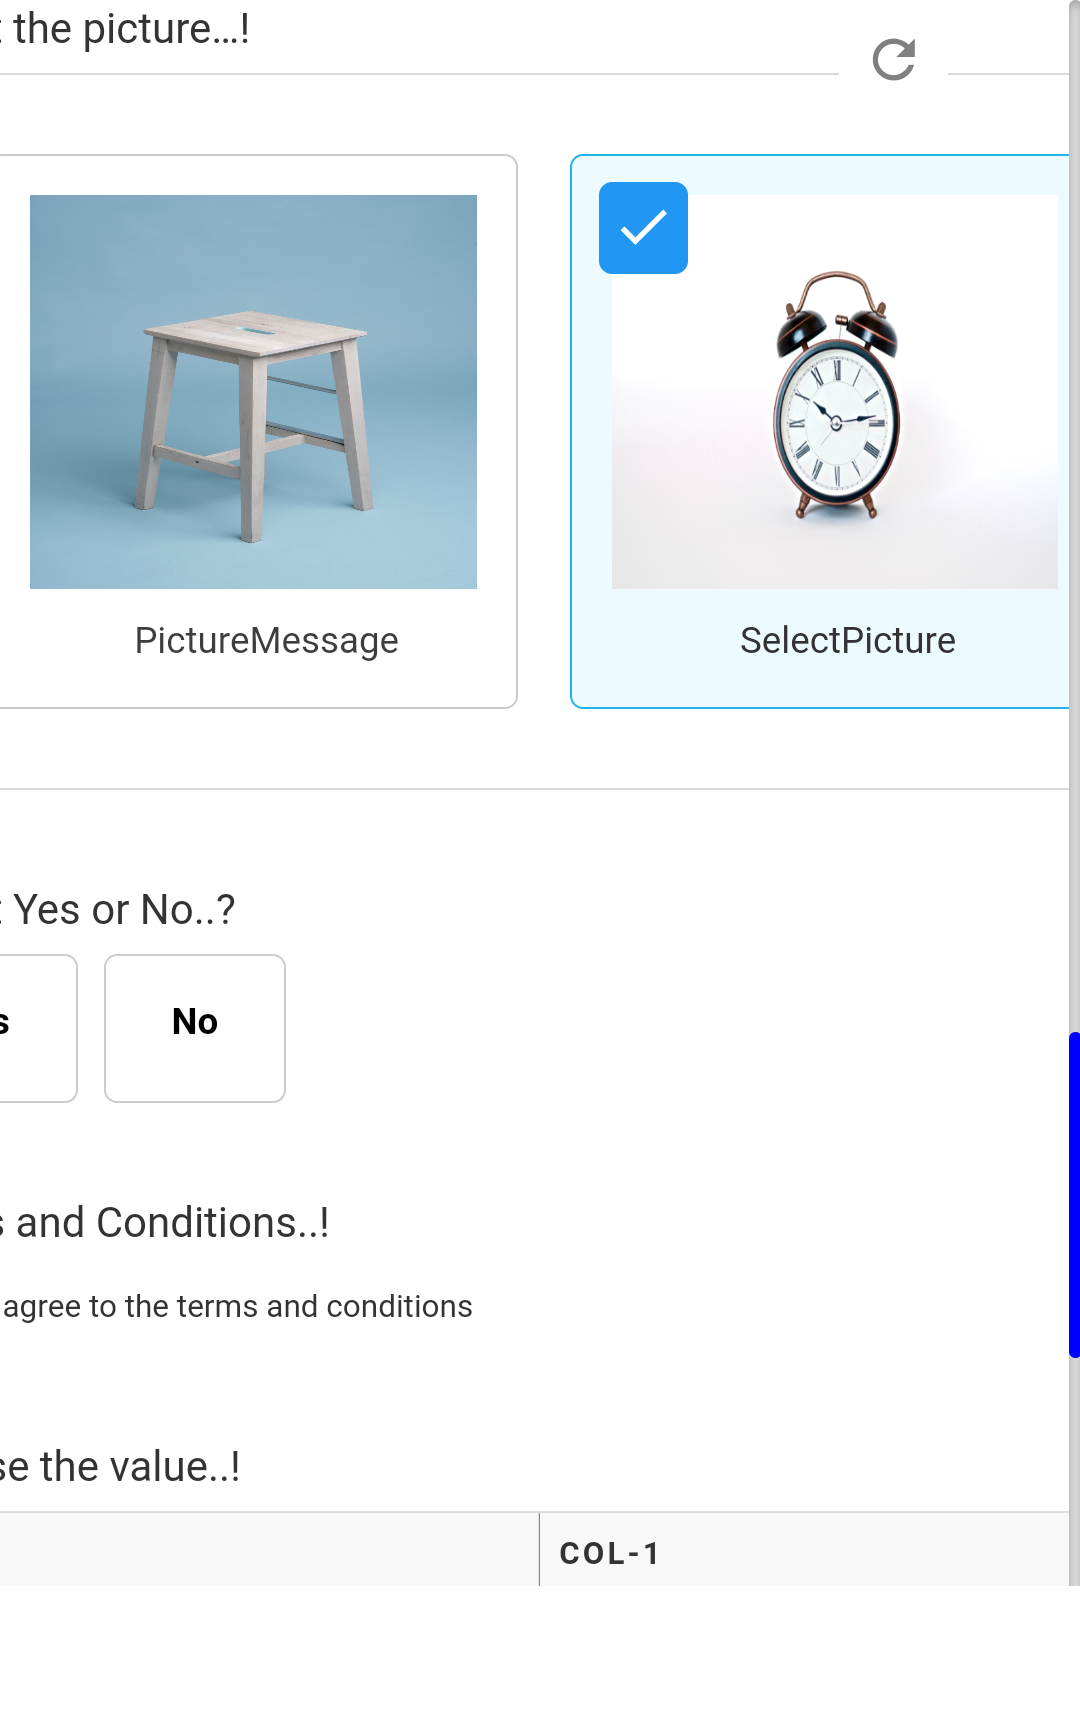 the picture...!
PictureMessage
SelectPicture
Yes or No..?
s
No
s and Conditions..!
agree to the terms and conditions
se the value..!
COL-1